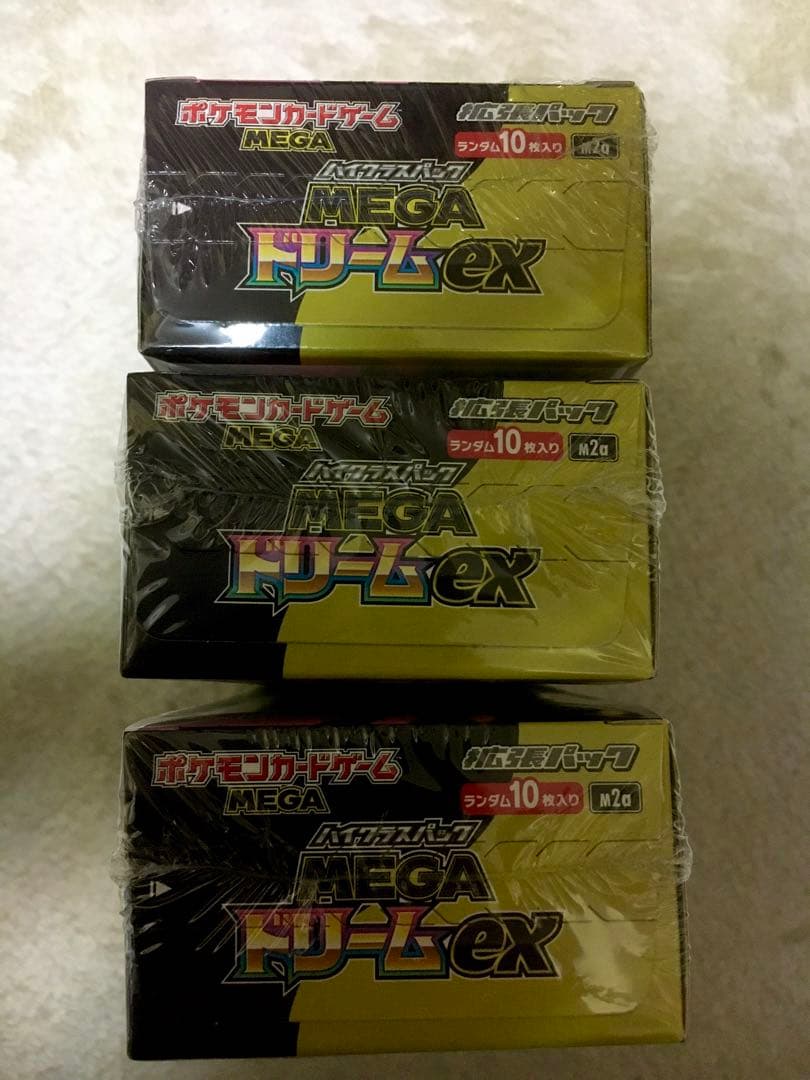 ポケモンカードゲーム
MEGA
拡張パック
ランダム10枚入り M2a
ハイクラスパック
MEGA
ドリームex
ポケモンカードゲーム
MEGA
拡張パック
ランダム10枚入り M2a
ハイクラスパック
MEGA
ドリームex
ポケモンカードゲーム
MEGA
拡張パック
ランダム10枚入り M2a
ハイクラスパック
MEGA
ドリームex